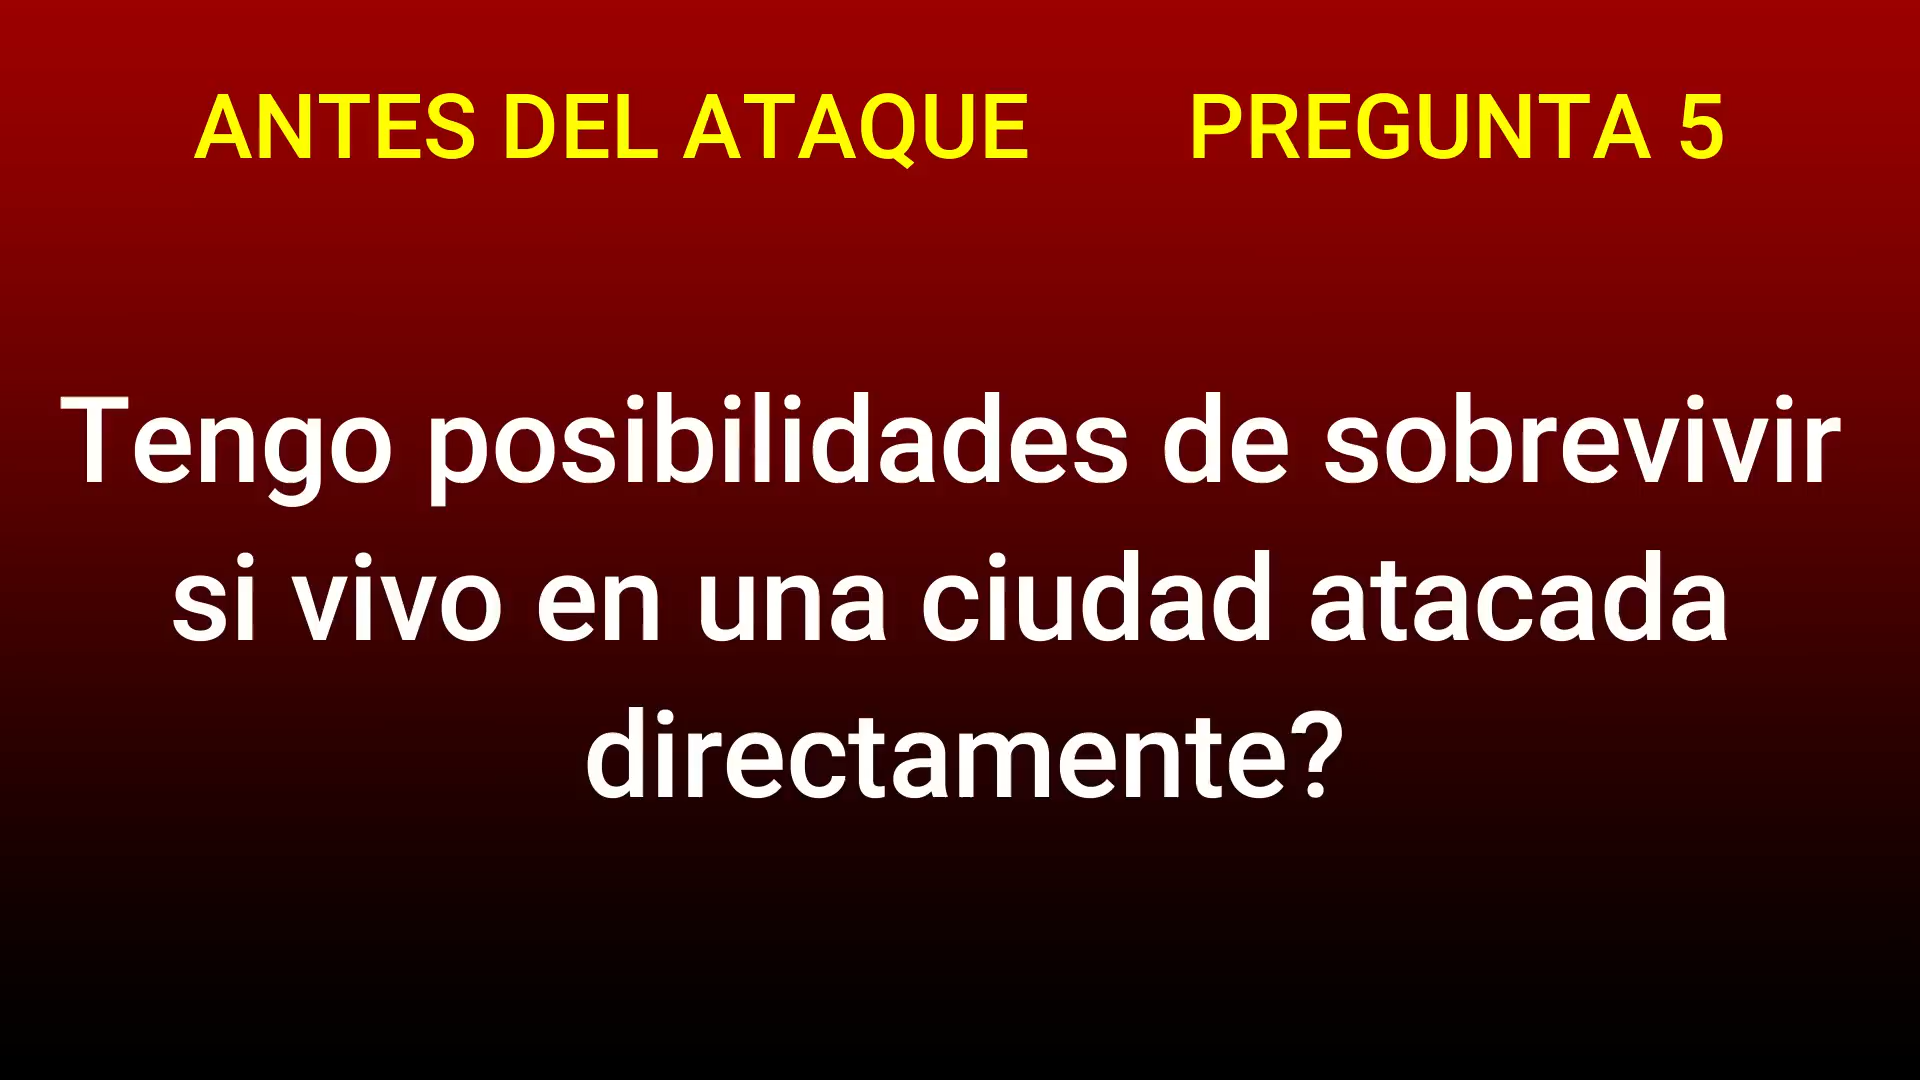 ANTES DEL ATAQUE PREGUNTA 5
Tengo posibilidades de sobrevivir
si vivo en una ciudad atacada
directamente?